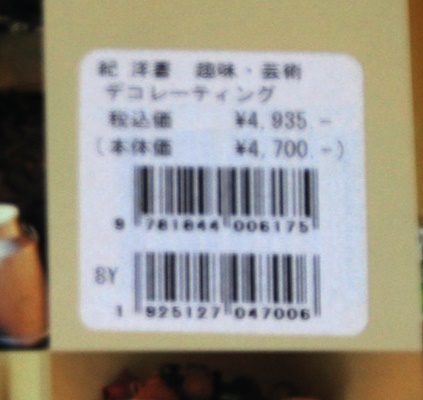 紀 洋書 趣味・芸術
デコレーティング
税込価 ¥4,935-
(本体価 ¥4,700-)
9 781844 006175
8Y
1 925127 047006